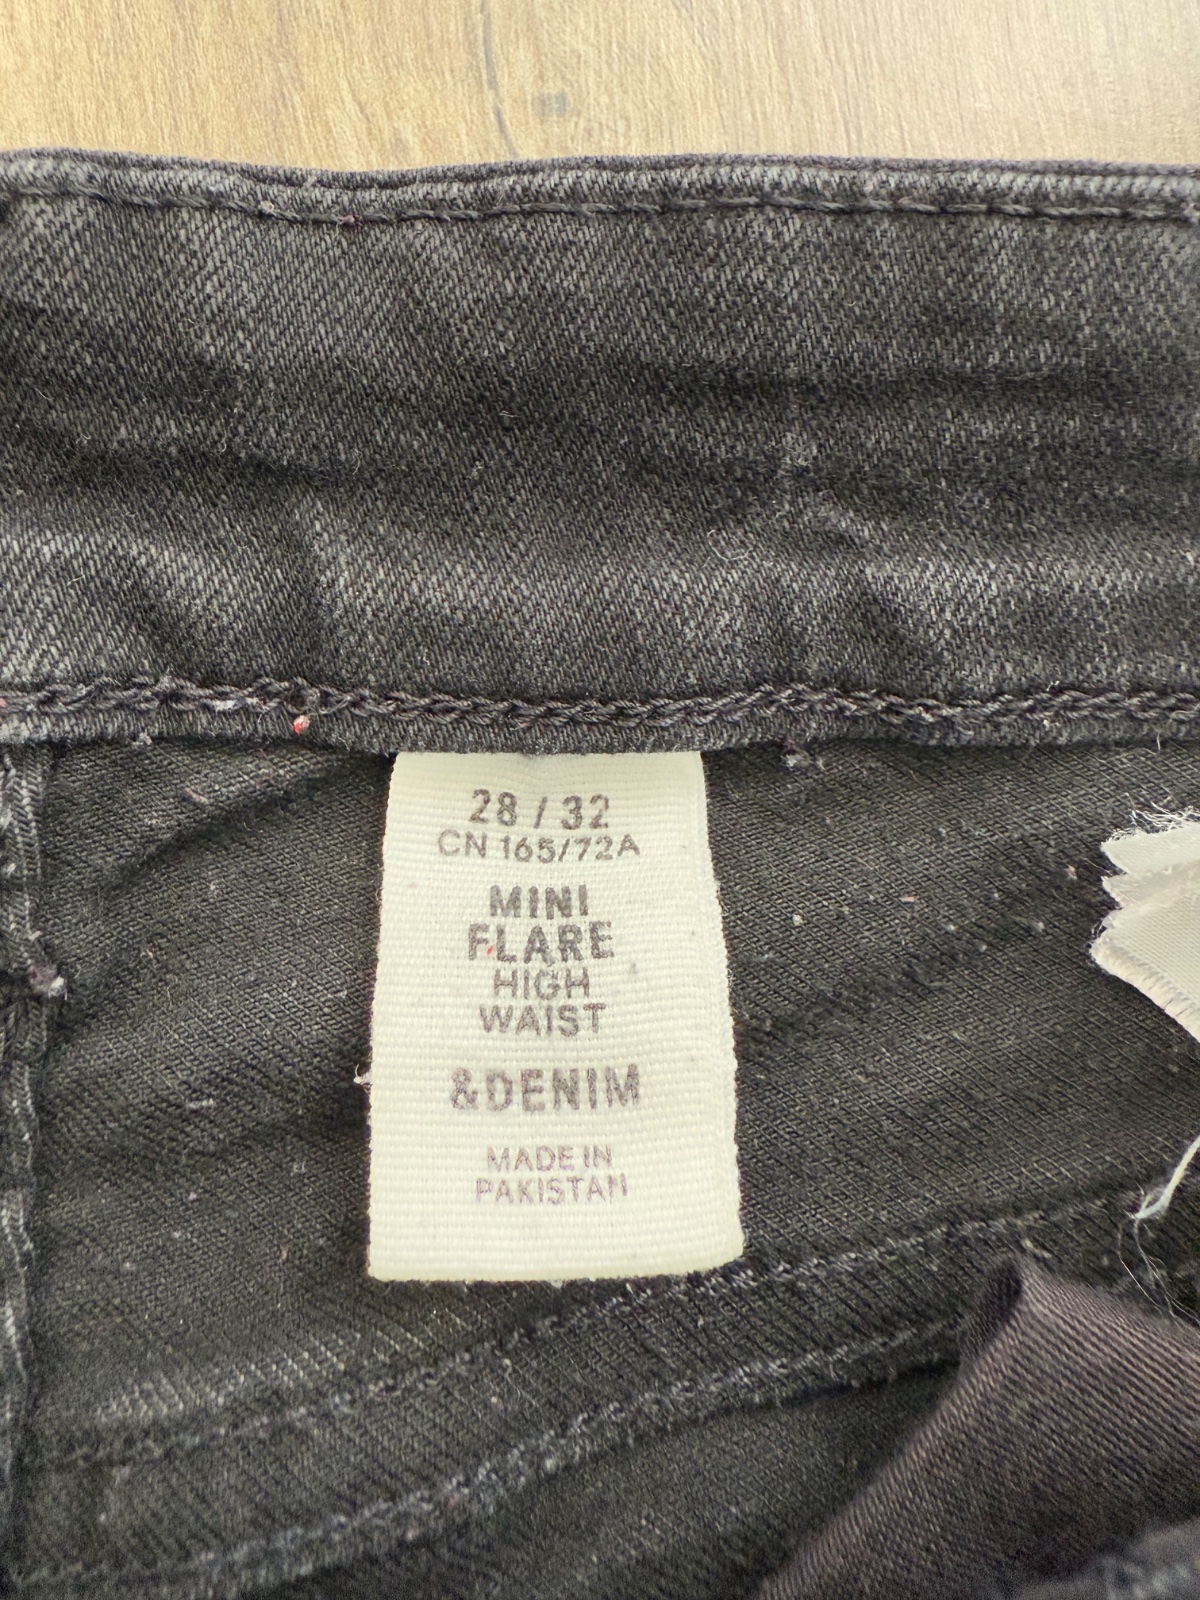 28 / 32
CN 165/72A
MINI
FLARE
HIGH
WAIST
&DENIM
MADE IN
PAKISTAN